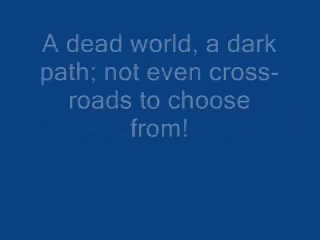 A dead world, a dark
path; not even cross-
roads to choose
from!